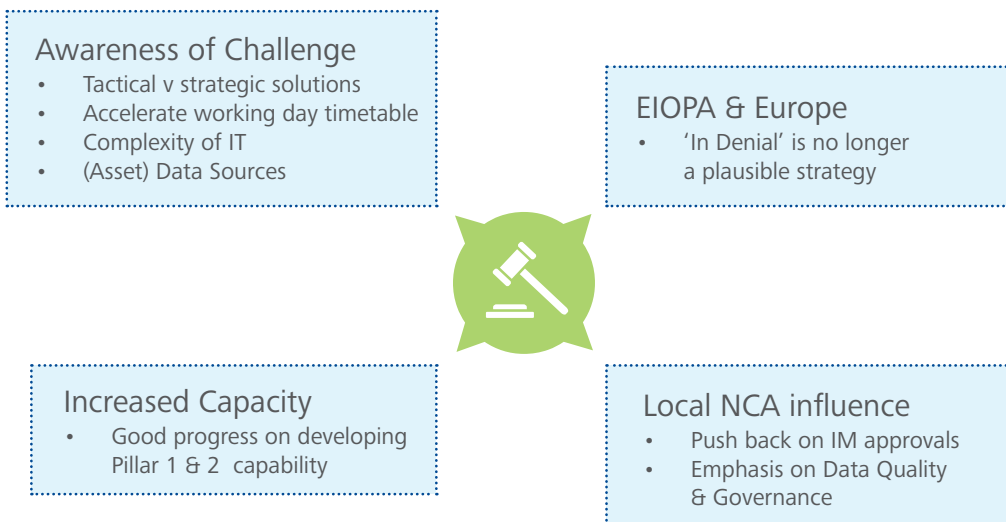 Awareness of Challenge
• Tactical v strategic solutions
• Accelerate working day timetable
• Complexity of IT
• (Asset) Data Sources
EIOPA & Europe
• ‘In Denial’ is no longer
a plausible strategy
Increased Capacity
• Good progress on developing
Pillar 1 & 2 capability
Local NCA influence
• Push back on IM approvals
• Emphasis on Data Quality
& Governance